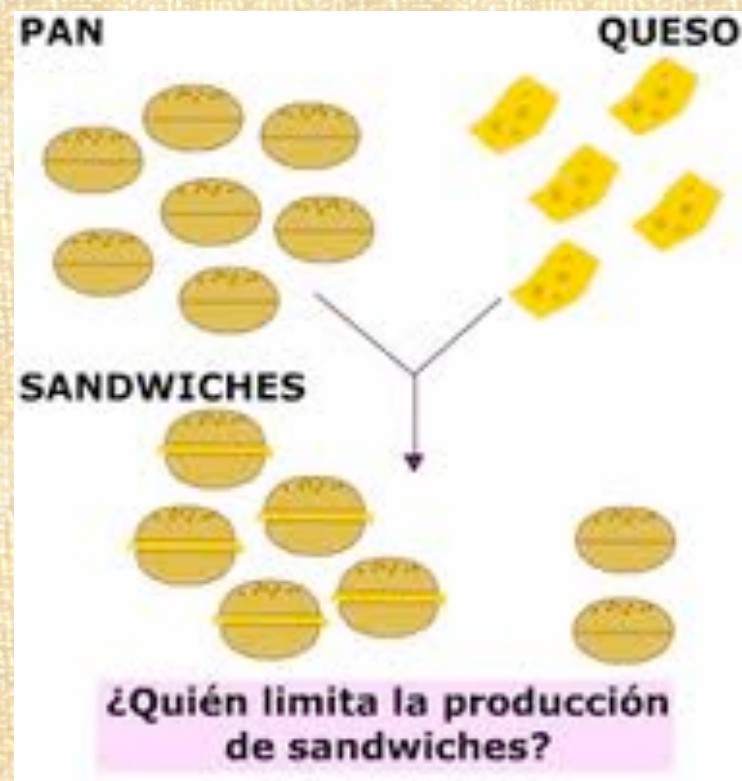 PAN
QUESO
SANDWICHES
¿Quién limita la producción
de sandwiches?